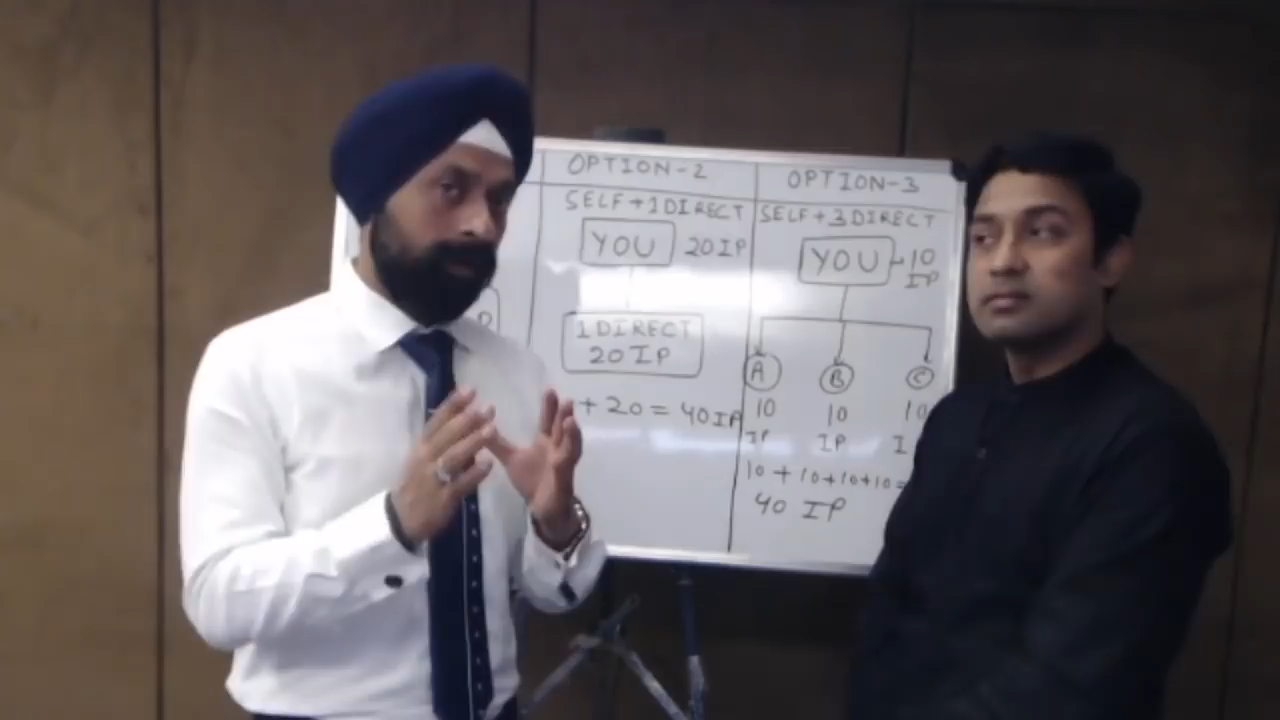 OPTION-2
SELF+1DIRECT
YOU 20IP
1DIRECT
20IP
+ 20 = 40IP
OPTION-3
SELF+3DIRECT
YOU 10
IP
A B C
10 10 10
IP IP I
10 + 10+10+10=
40 IP